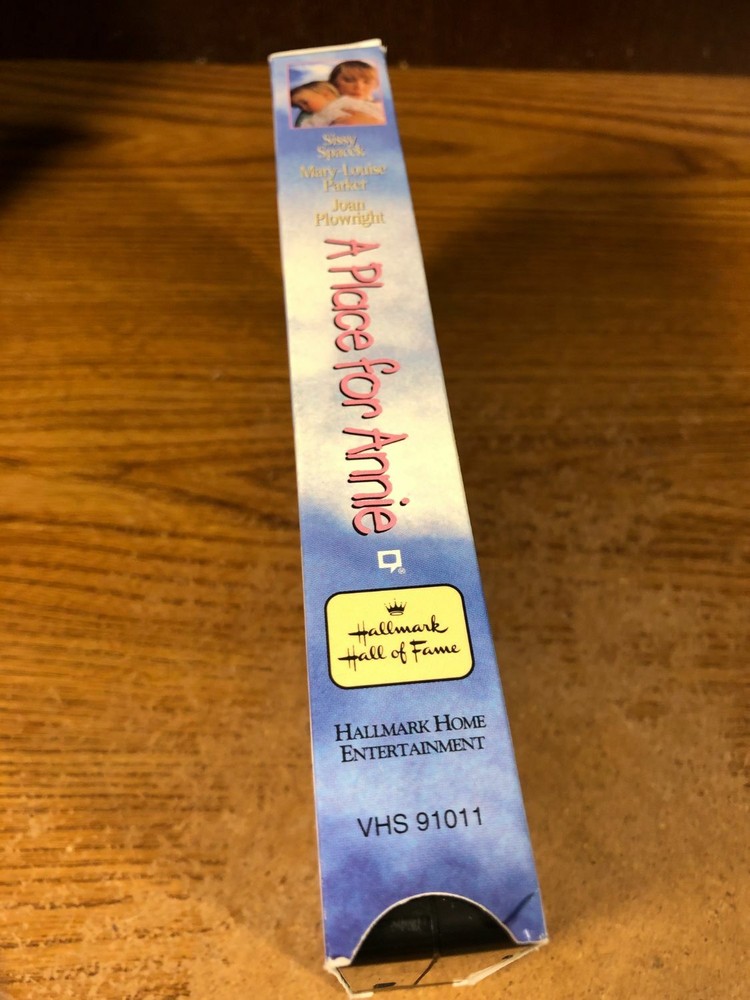 Sissy
Spacek
Mary-Louise
Parker
Joan
Plowright
A Place for Annie
®
Hallmark
Hall of Fame
HALLMARK HOME
ENTERTAINMENT
VHS 91011